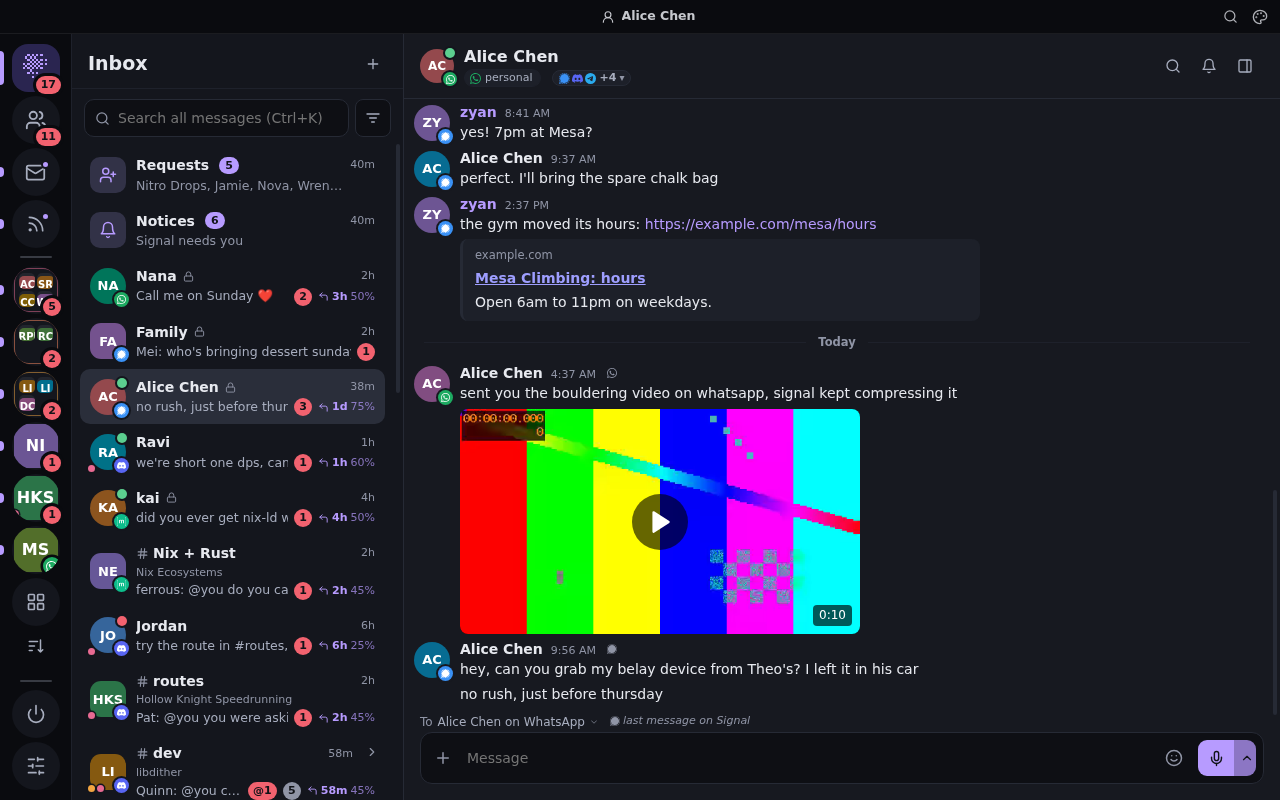 Alice Chen
17
11
AC SR
CC
5
RP RC
2
LI LI
DC
2
NI
1
HKS
1
MS
Inbox
Search all messages (Ctrl+K)
Requests 5 40m
Nitro Drops, Jamie, Nova, Wren…
Notices 6 40m
Signal needs you
NA
Nana 2h
Call me on Sunday ❤️ 2 3h 50%
FA
Family 2h
Mei: who's bringing dessert sunda 1
AC
Alice Chen 38m
no rush, just before thur 3 1d 75%
RA
Ravi 1h
we're short one dps, can 1 1h 60%
KA
kai 4h
did you ever get nix-ld w 1 4h 50%
NE
# Nix + Rust 2h
Nix Ecosystems
ferrous: @you do you ca 1 2h 45%
JO
Jordan 6h
try the route in #routes, 1 6h 25%
HKS
# routes 2h
Hollow Knight Speedrunning
Pat: @you you were aski 1 2h 45%
LI
# dev 58m
libdither
Quinn: @you c… @1 5 58m 45%
AC
Alice Chen
personal +4 ▾
ZY
zyan 8:41 AM
yes! 7pm at Mesa?
AC
Alice Chen 9:37 AM
perfect. I'll bring the spare chalk bag
ZY
zyan 2:37 PM
the gym moved its hours: https://example.com/mesa/hours
example.com
Mesa Climbing: hours
Open 6am to 11pm on weekdays.
Today
AC
Alice Chen 4:37 AM
sent you the bouldering video on whatsapp, signal kept compressing it
00:00:00.000
0
0:10
AC
Alice Chen 9:56 AM
hey, can you grab my belay device from Theo's? I left it in his car
no rush, just before thursday
To Alice Chen on WhatsApp last message on Signal
Message